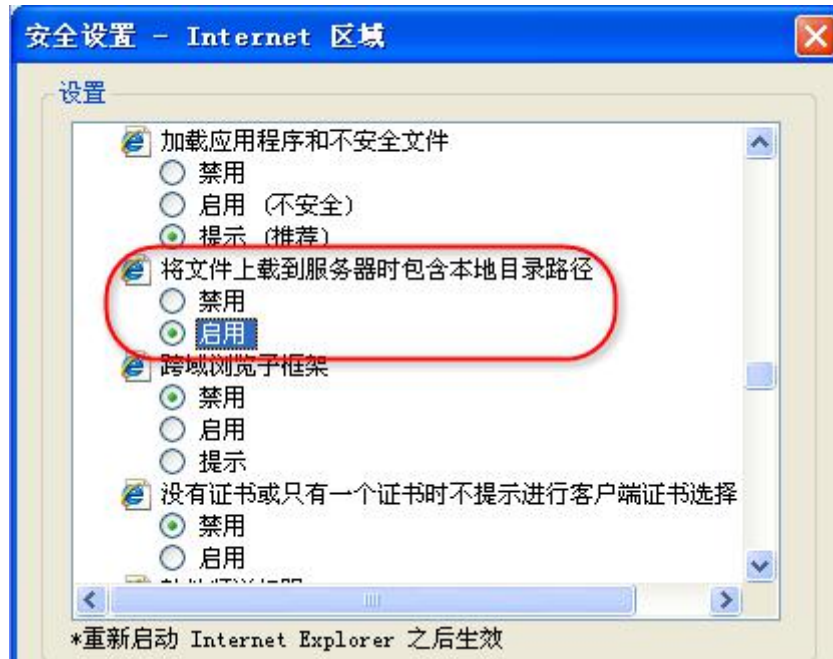 安全设置 - Internet 区域
设置
加载应用程序和不安全文件
禁用
启用 (不安全)
提示 (推荐)
将文件上载到服务器时包含本地目录路径
禁用
启用
跨域浏览子框架
禁用
启用
提示
没有证书或只有一个证书时不提示进行客户端证书选择
禁用
启用
*重新启动 Internet Explorer 之后生效